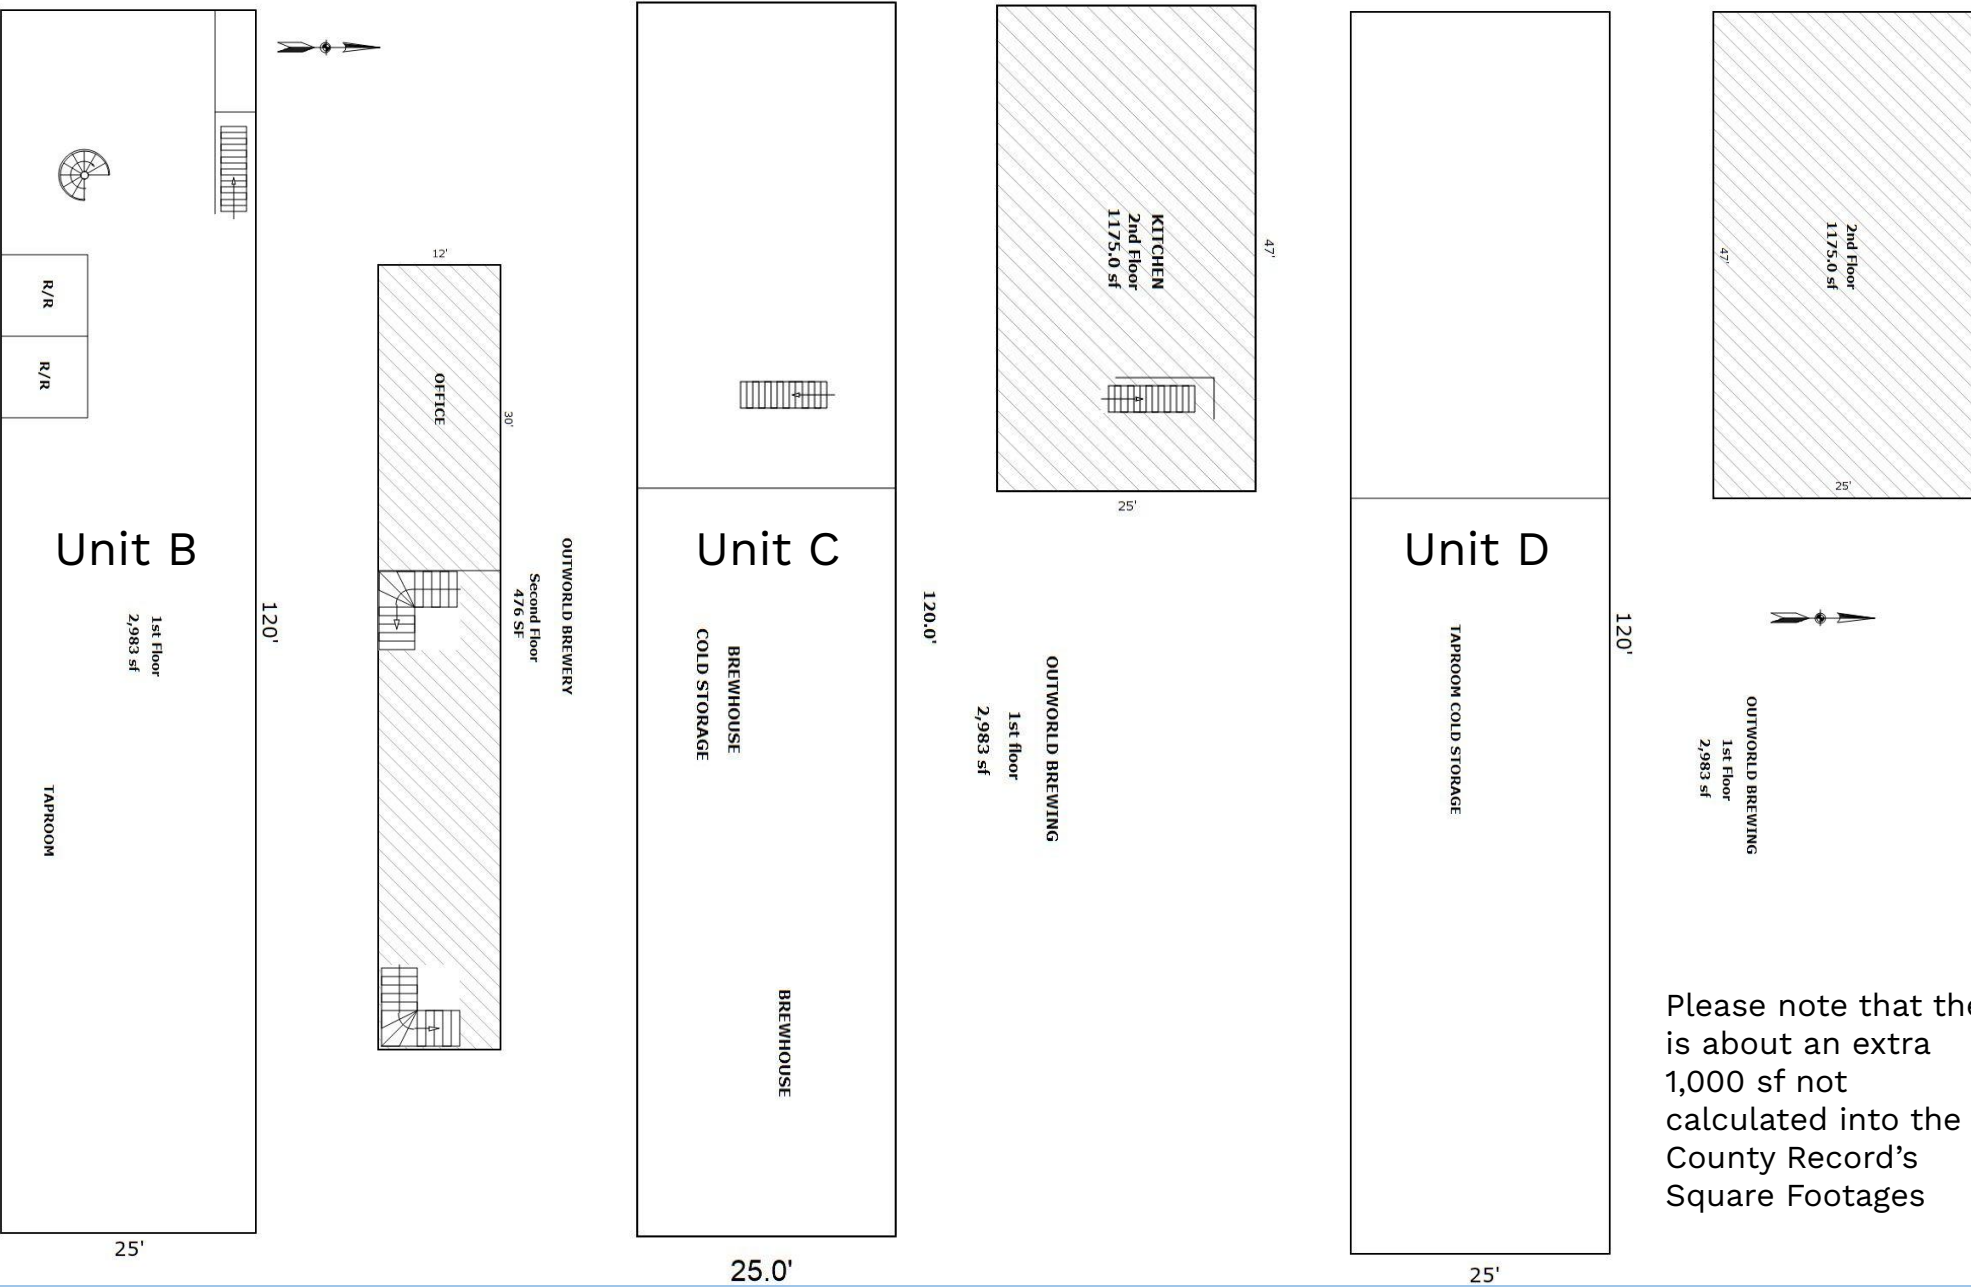 R/R
R/R
Unit B
1st Floor
2,983 sf
TAPROOM
120'
25'
12'
OFFICE
30'
OUTWORLD BREWERY
Second Floor
476 SF
Unit C
BREWHOUSE
COLD STORAGE
BREWHOUSE
120.0'
25.0'
KITCHEN
2nd Floor
1175.0 sf
47'
25'
OUTWORLD BREWING
1st floor
2,983 sf
Unit D
TAPROOM COLD STORAGE
120'
25'
2nd Floor
1175.0 sf
47'
25'
OUTWORLD BREWING
1st Floor
2,983 sf
Please note that
is about an extra
1,000 sf not
calculated into the
County Record’s
Square Footages